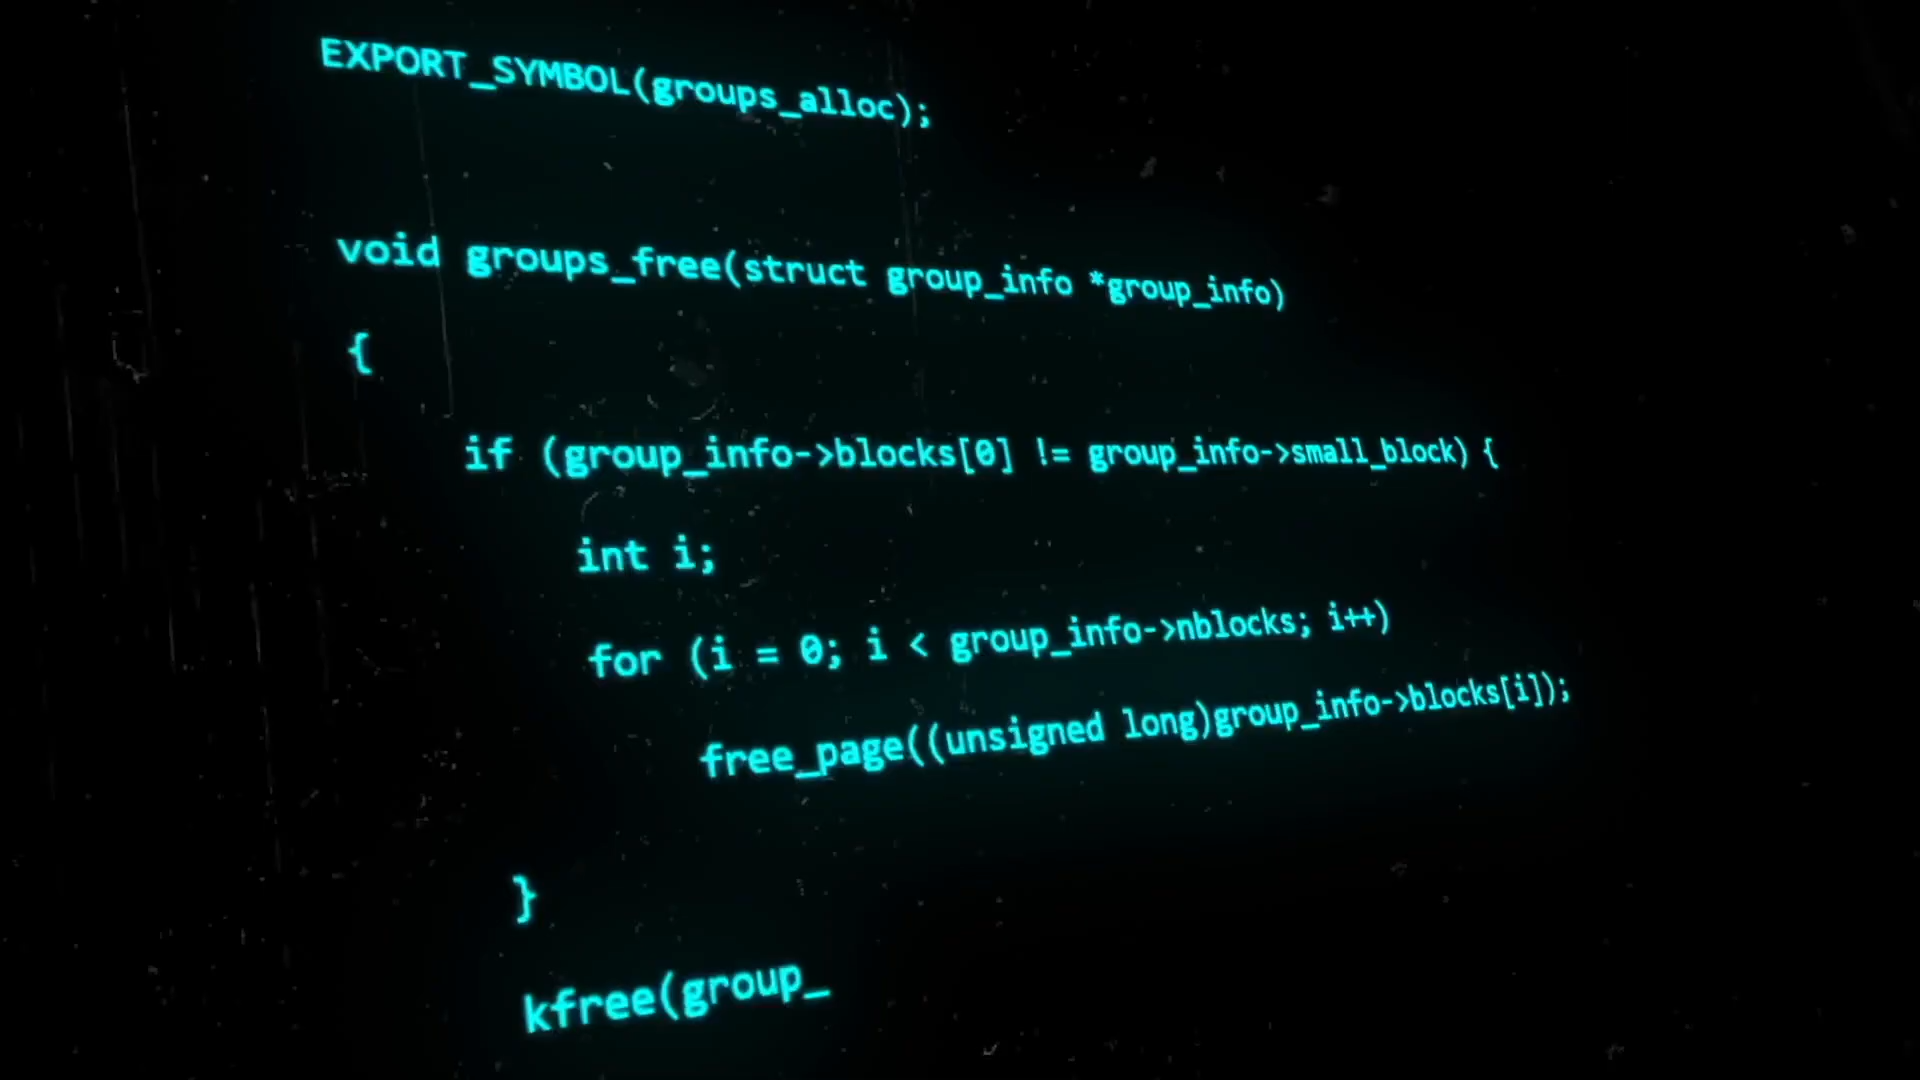 EXPORT_SYMBOL(groups_alloc);
void groups_free(struct group_info *group_info)
{
if (group_info->blocks[0] != group_info->small_block) {
int i;
for (i = 0; i < group_info->nblocks; i++)
free_page((unsigned long)group_info->blocks[i]);
}
kfree(group_